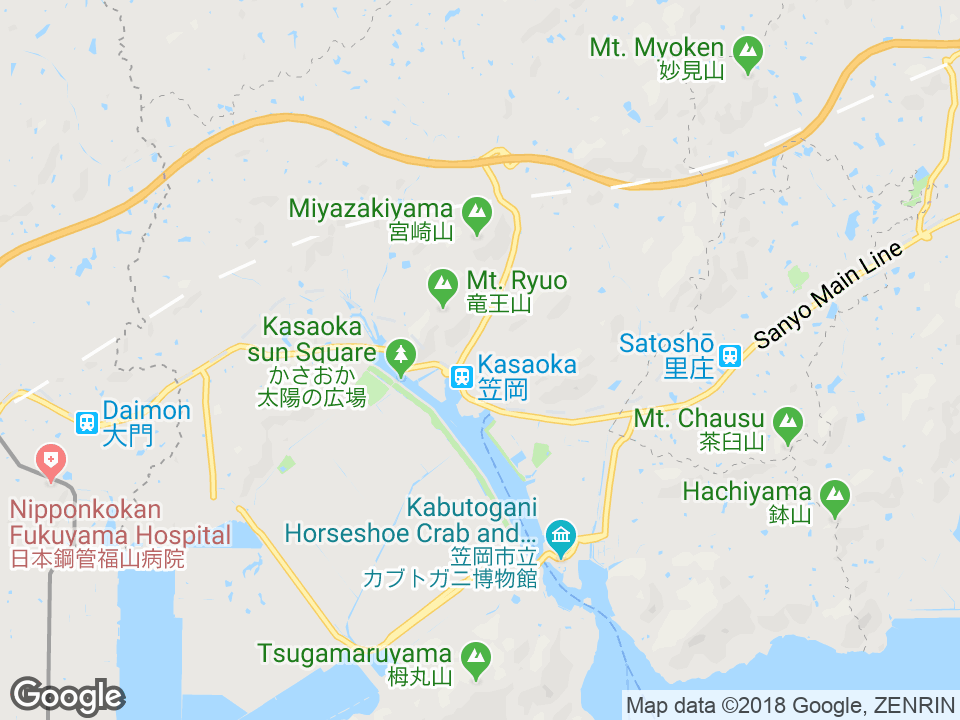 Mt. Myoken
妙見山
Miyazakiyama
宮崎山
Mt. Ryuo
竜王山
Sanyo Main Line
Kasaoka
sun Square
かさおか
太陽の広場
Kasaoka
笠岡
Satoshō
里庄
Daimon
大門
Mt. Chausu
茶臼山
Nipponkokan
Fukuyama Hospital
日本鋼管福山病院
Hachiyama
鉢山
Kabutogani
Horseshoe Crab and...
笠岡市立
カブトガニ博物館
Tsugamaruyama
栂丸山
Google
Map data ©2018 Google, ZENRIN